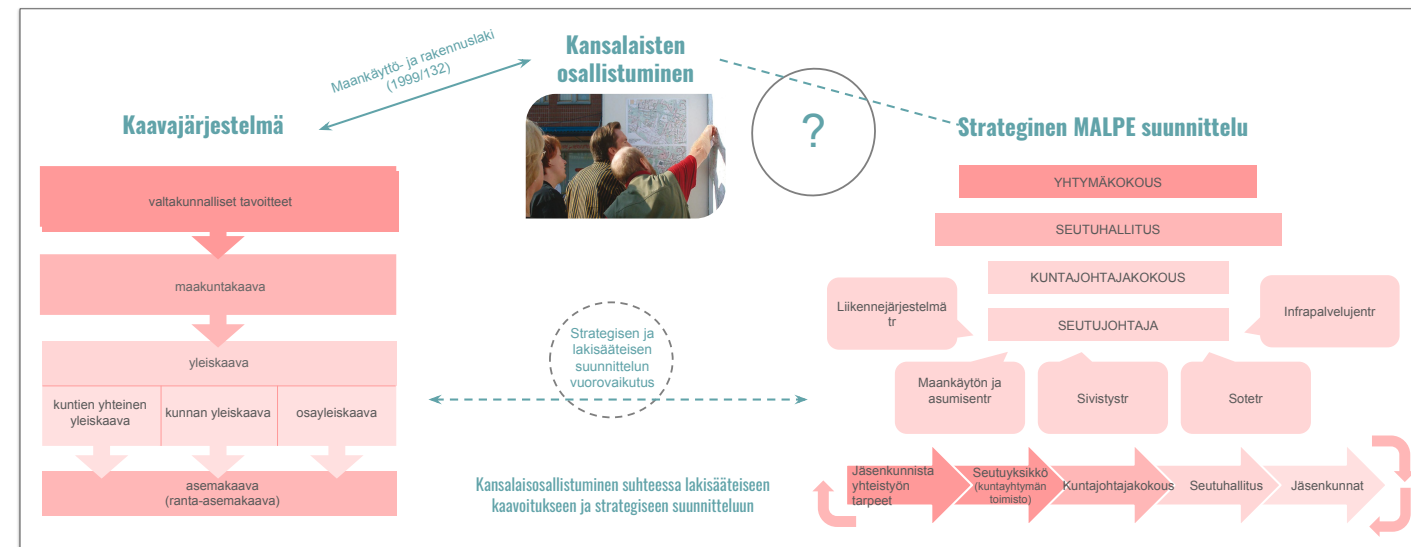 Maankäyttö- ja rakennuslaki
(1999/132)
Kansalaisten
osallistuminen
Kaavajärjestelmä
?
Strateginen MALPE suunnittelu
valtakunnalliset tavoitteet
maakuntakaava
yleiskaava
kuntien yhteinen
yleiskaava
kunnan yleiskaava
osayleiskaava
asemakaava
(ranta-asemakaava)
Strategisen ja
lakisääteisen
suunnittelun
vuorovaikutus
Kansalaisosallistuminen suhteessa lakisääteiseen
kaavoitukseen ja strategiseen suunnitteluun
YHTYMÄKOKOUS
SEUTUHALLITUS
KUNTAJOHTAJAKOKOUS
SEUTUJOHTAJA
Liikennejärjestelmä
tr
Infrapalvelujentr
Maankäytön ja
asumisentr
Sivistystr
Sotetr
Jäsenkunnista
yhteistyön
tarpeet
Seutuyksikkö
(kuntayhtymän
toimisto)
Kuntajohtajakokous
Seutuhallitus
Jäsenkunnat